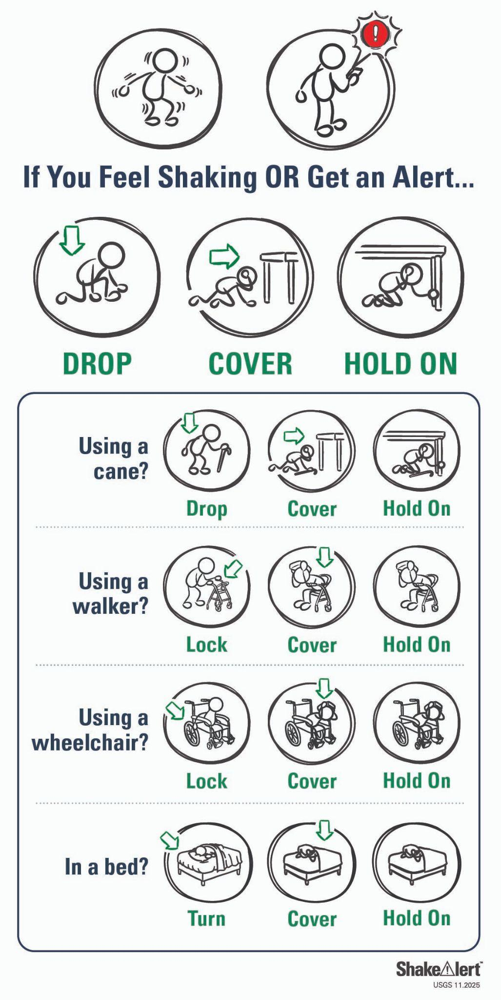 If You Feel Shaking OR Get an Alert...
DROP
COVER
HOLD ON
Using a
cane?
Drop
Cover
Hold On
Using a
walker?
Lock
Cover
Hold On
Using a
wheelchair?
Lock
Cover
Hold On
In a bed?
Turn
Cover
Hold On
ShakeAlert™
USGS 11.2025